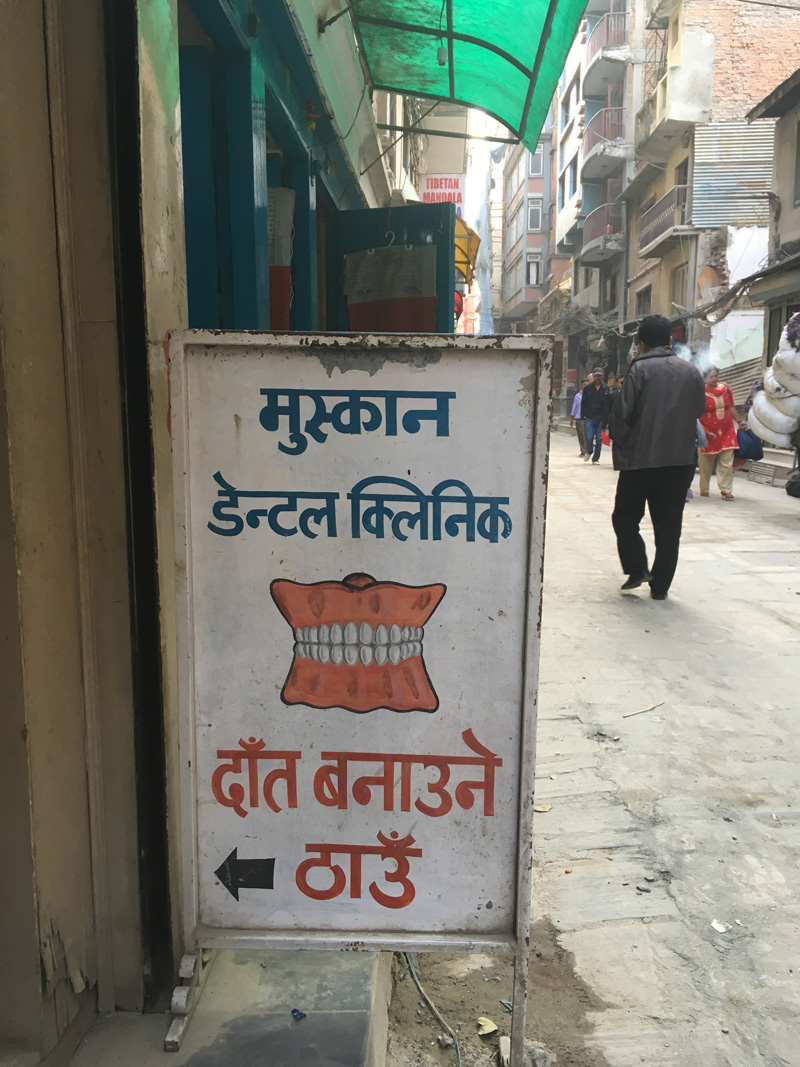 TIBETAN
MANDALA
मुस्कान
डेन्टल क्लिनिक
दाँत बनाउने
ठाउँ